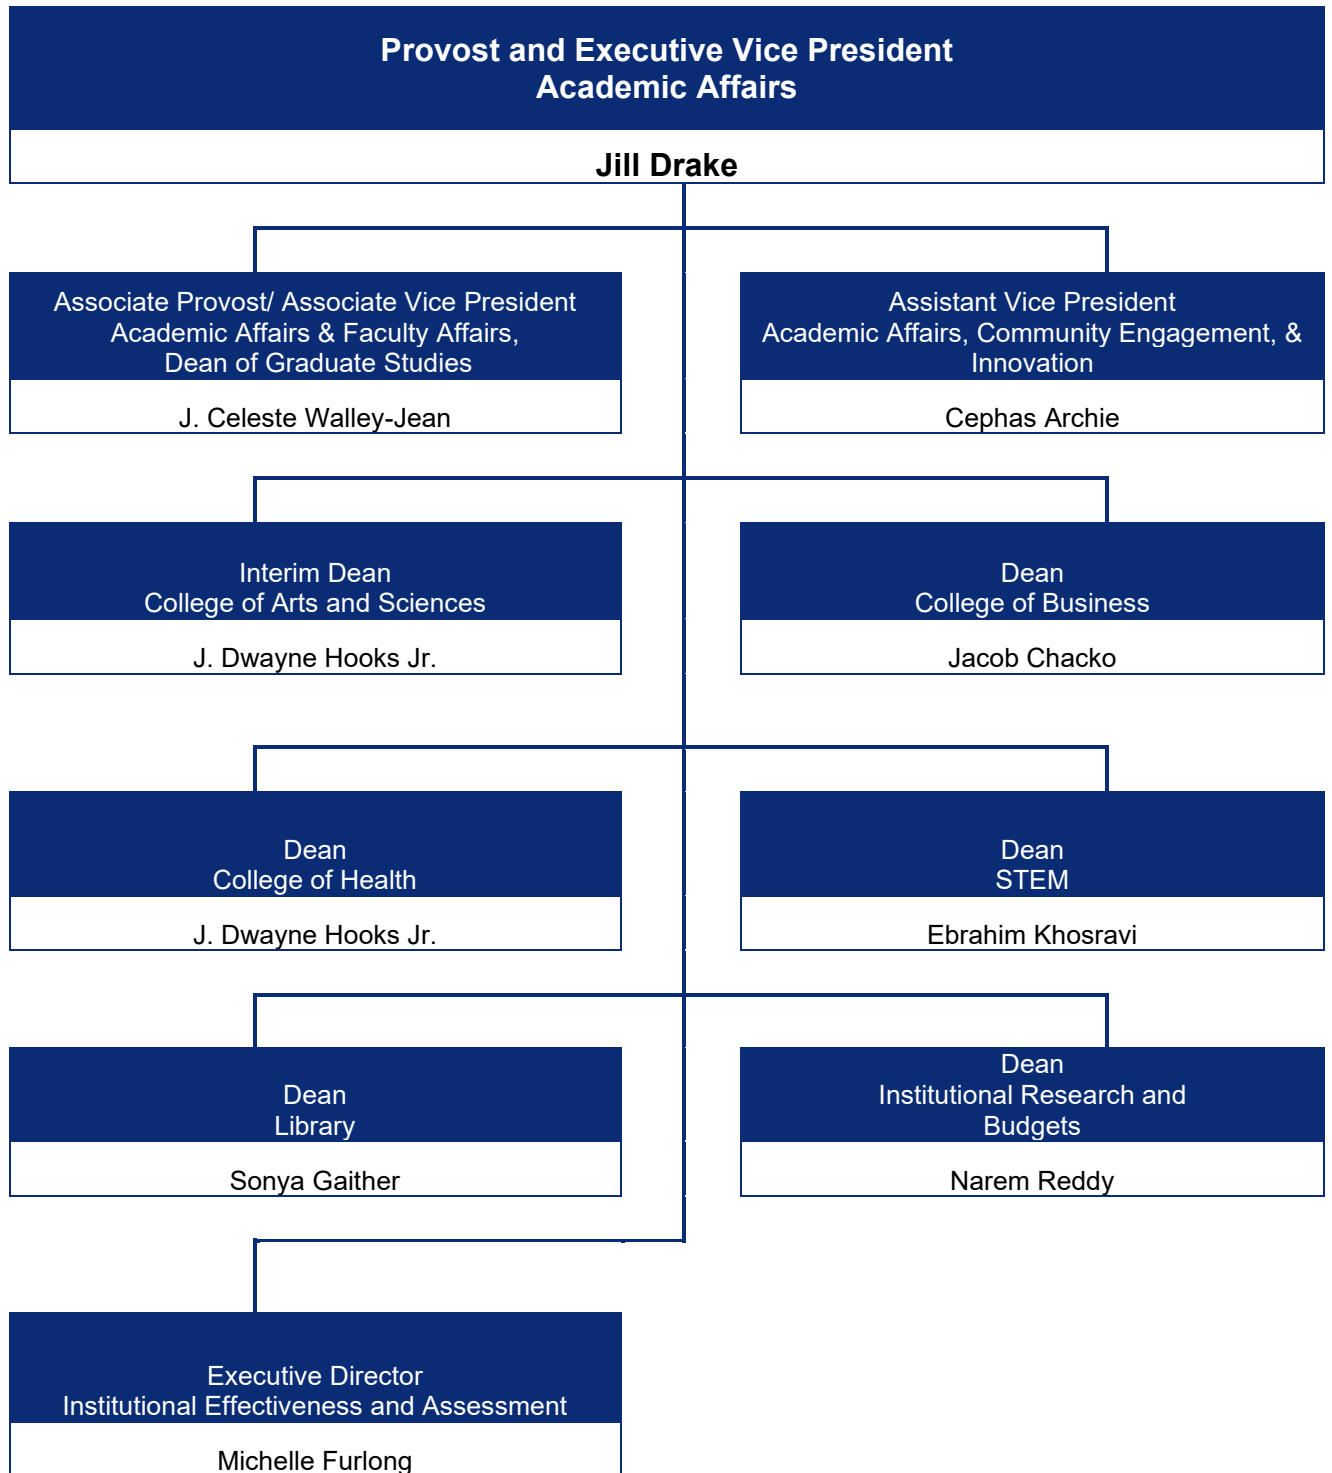 Provost and Executive Vice President
Academic Affairs
Jill Drake
Associate Provost/ Associate Vice President
Academic Affairs & Faculty Affairs,
Dean of Graduate Studies
J. Celeste Walley-Jean
Assistant Vice President
Academic Affairs, Community Engagement, &
Innovation
Cephas Archie
Interim Dean
College of Arts and Sciences
J. Dwayne Hooks Jr.
Dean
College of Business
Jacob Chacko
Dean
College of Health
J. Dwayne Hooks Jr.
Dean
STEM
Ebrahim Khosravi
Dean
Library
Sonya Gaither
Dean
Institutional Research and
Budgets
Narem Reddy
Executive Director
Institutional Effectiveness and Assessment
Michelle Furlong